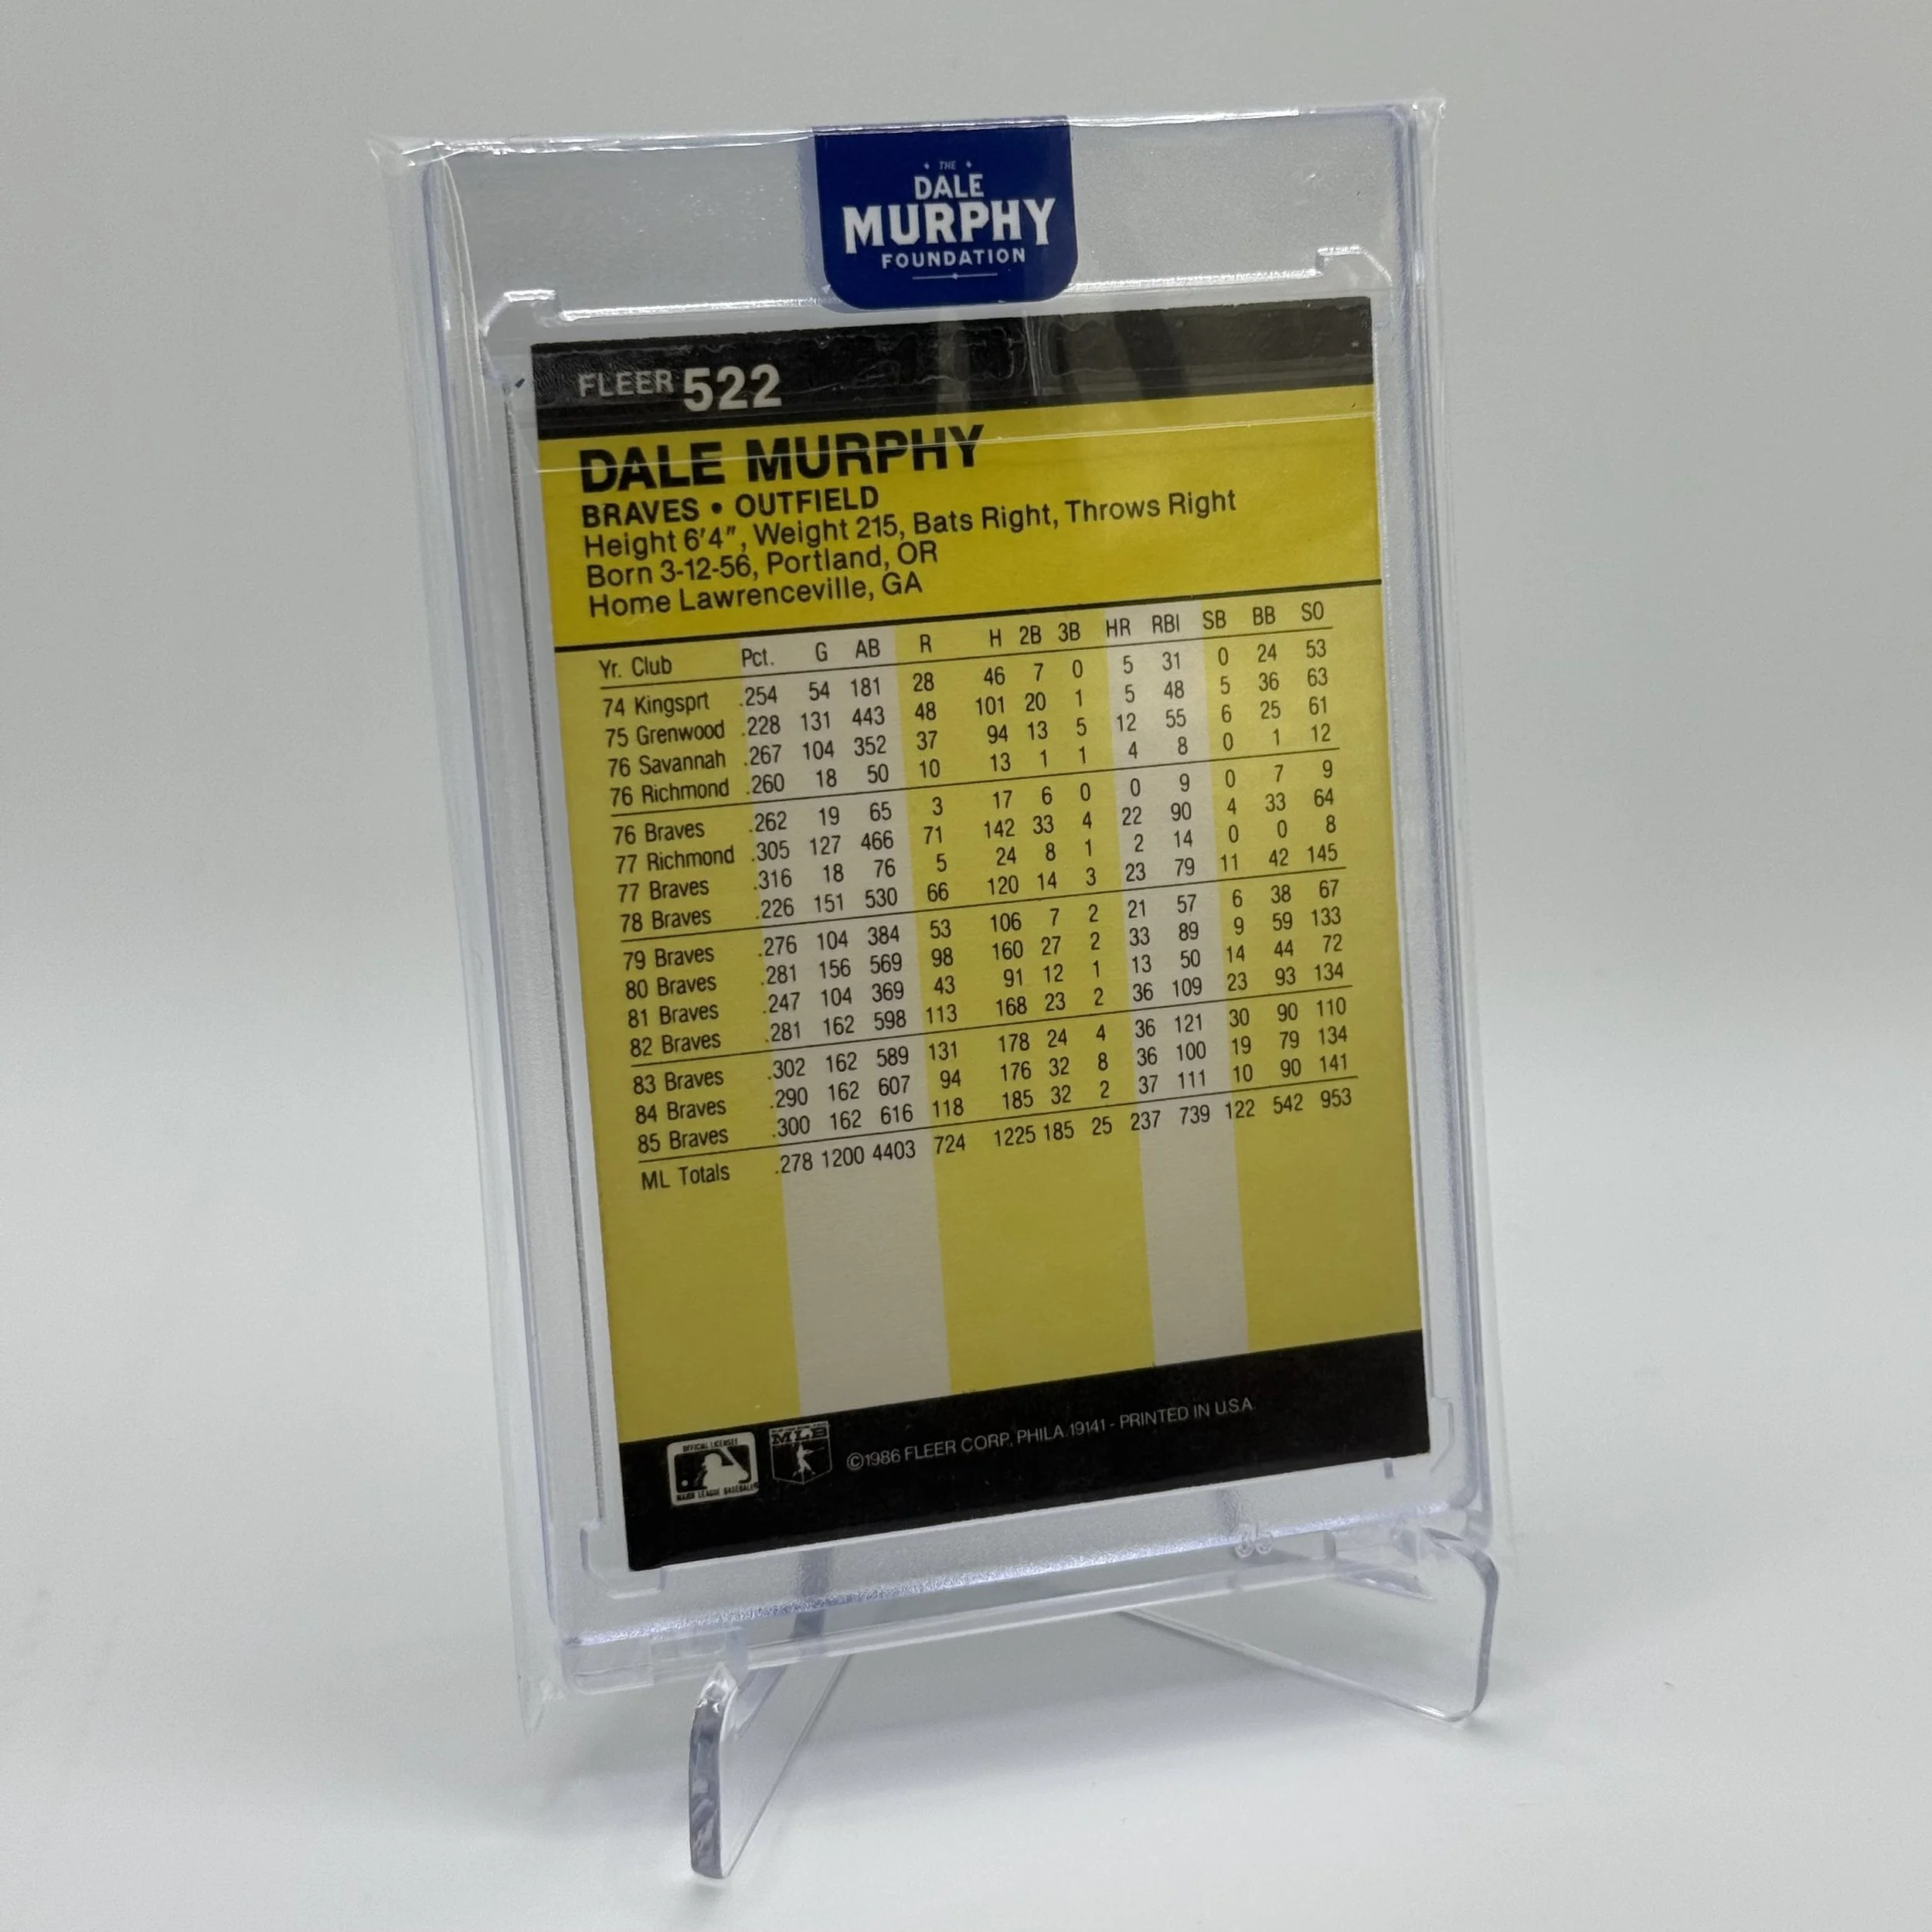 THE
DALE
MURPHY
FOUNDATION
FLEER 522
DALE MURPHY
BRAVES • OUTFIELD
Height 6'4", Weight 215, Bats Right, Throws Right
Born 3-12-56, Portland, OR
Home Lawrenceville, GA
Yr. Club Pct. G AB R H 2B 3B HR RBI SB BB SO
74 Kingsprt .254 54 181 28 46 7 0 5 31 0 24 53
75 Grenwood .228 131 443 48 101 20 1 5 48 5 36 63
76 Savannah .267 104 352 37 94 13 5 12 55 6 25 61
76 Richmond .260 18 50 10 13 1 1 4 8 0 1 12
76 Braves .262 19 65 3 17 6 0 0 9 0 7 9
77 Richmond .305 127 466 71 142 33 4 22 90 4 33 64
77 Braves .316 18 76 5 24 8 1 2 14 0 0 8
78 Braves .226 151 530 66 120 14 3 23 79 11 42 145
79 Braves .276 104 384 53 106 7 2 21 57 6 38 67
80 Braves .281 156 569 98 160 27 2 33 89 9 59 133
81 Braves .247 104 369 43 91 12 1 13 50 14 44 72
82 Braves .281 162 598 113 168 23 2 36 109 23 93 134
83 Braves .302 162 589 131 178 24 4 36 121 30 90 110
84 Braves .290 162 607 94 176 32 8 36 100 19 79 134
85 Braves .300 162 616 118 185 32 2 37 111 10 90 141
ML Totals .278 1200 4403 724 1225 185 25 237 739 122 542 953
OFFICIAL LICENSEE
MAJOR LEAGUE BASEBALL
MLB
©1986 FLEER CORP., PHILA. 19141 - PRINTED IN U.S.A.